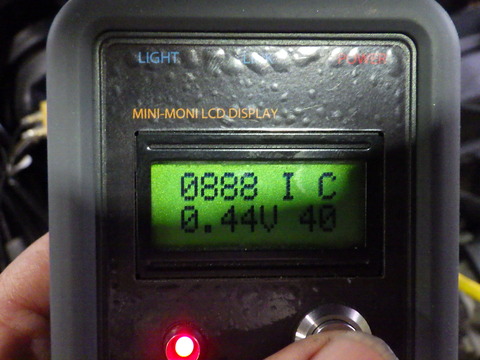 LiGHT POWER
MINI-MONI LCD DISPLAY
0888 I C
0.44V 40